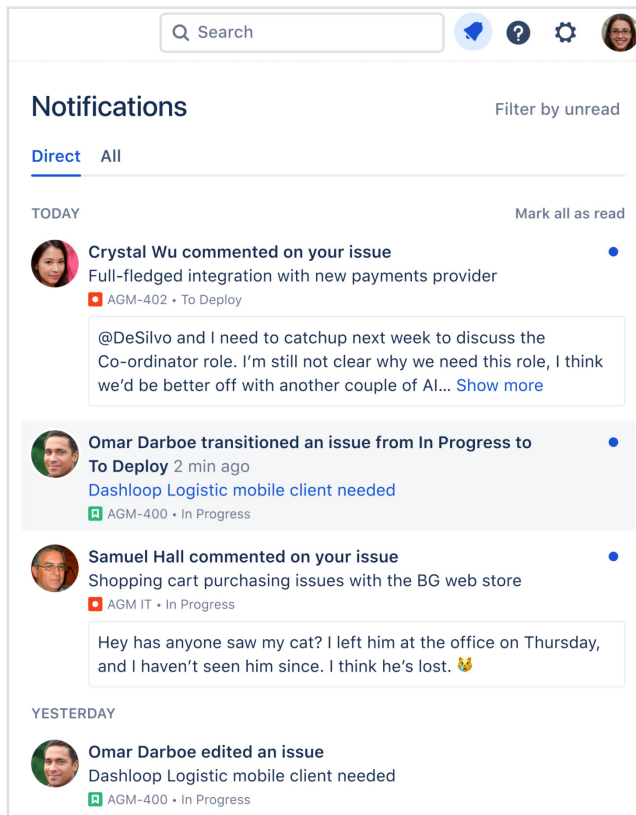 Search
?
Notifications
Filter by unread
Direct
All
TODAY
Mark all as read
Crystal Wu commented on your issue
Full-fledged integration with new payments provider
AGM-402 • To Deploy
@DeSilvo and I need to catchup next week to discuss the
Co-ordinator role. I’m still not clear why we need this role, I think
we’d be better off with another couple of AI... Show more
Omar Darboe transitioned an issue from In Progress to
To Deploy 2 min ago
Dashloop Logistic mobile client needed
AGM-400 • In Progress
Samuel Hall commented on your issue
Shopping cart purchasing issues with the BG web store
AGM IT • In Progress
Hey has anyone saw my cat? I left him at the office on Thursday,
and I haven’t seen him since. I think he’s lost. 😿
YESTERDAY
Omar Darboe edited an issue
Dashloop Logistic mobile client needed
AGM-400 • In Progress